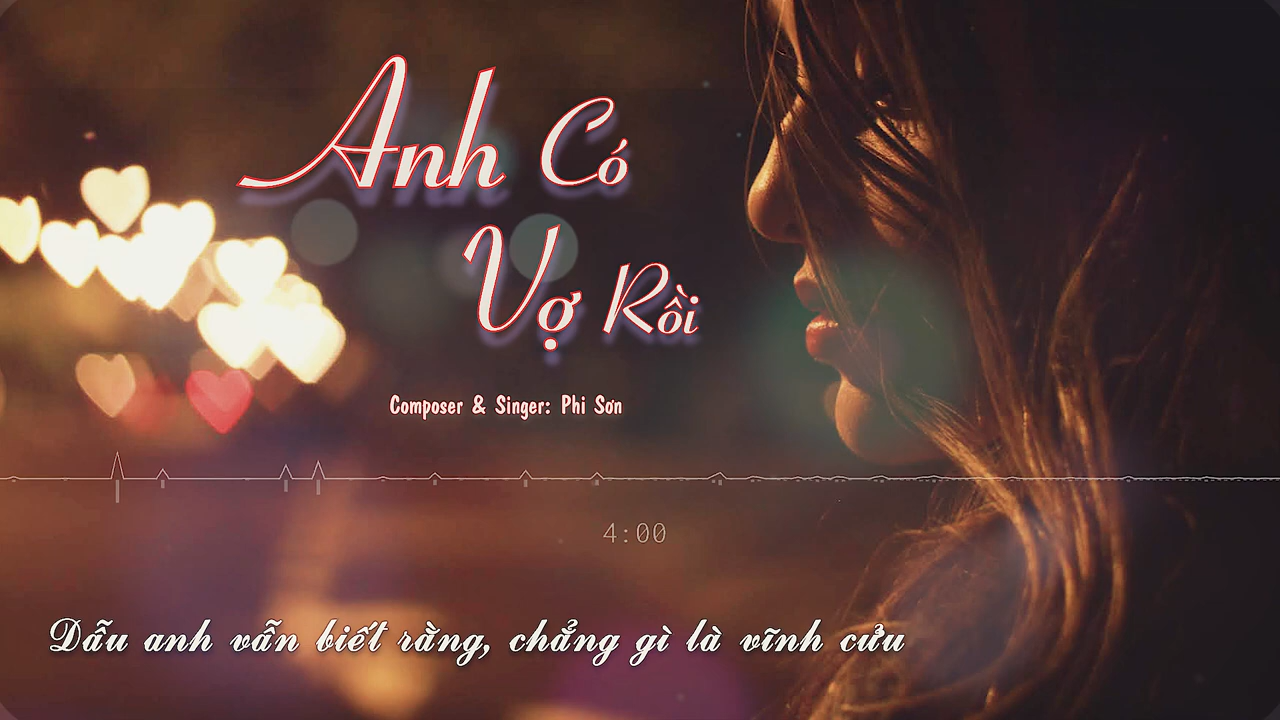 Anh Có
Vợ Rồi
Composer & Singer: Phi Sơn
4:00
Dẫu anh vẫn biết rằng, chẳng gì là vĩnh cửu